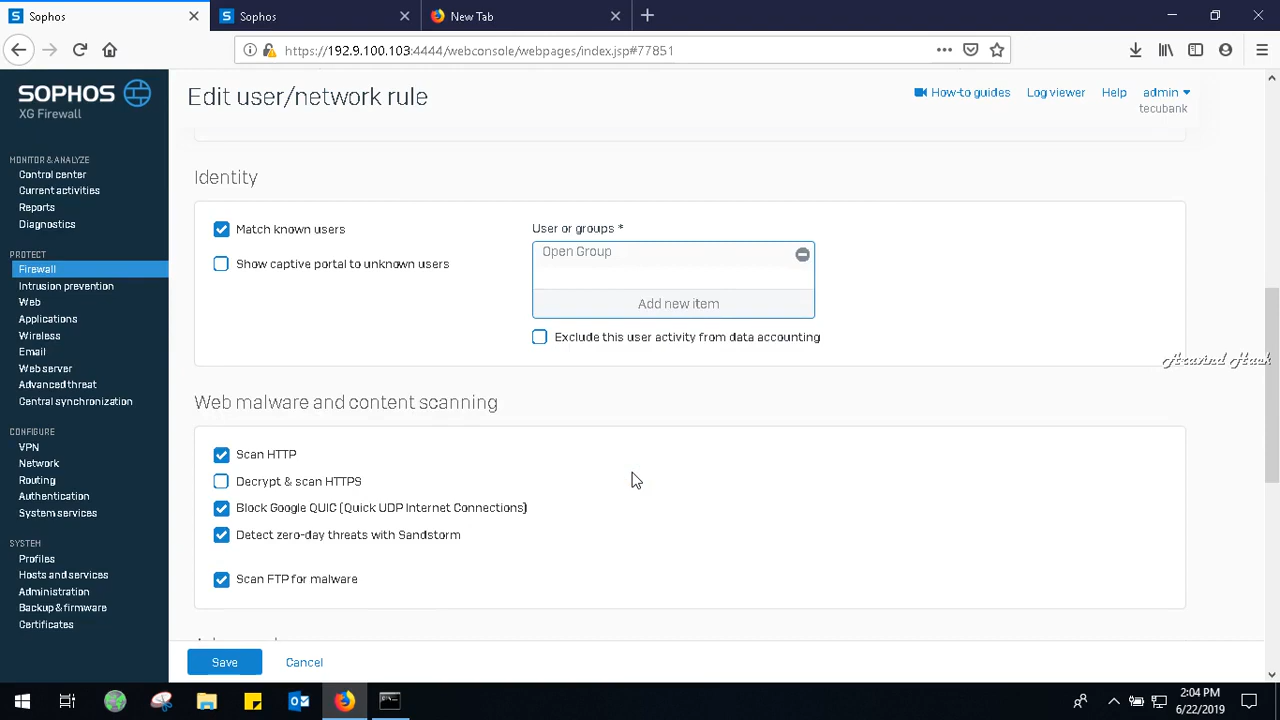 Sophos
Sophos
New Tab
https://192.9.100.103:4444/webconsole/webpages/index.jsp#77851
SOPHOS
XG Firewall
Edit user/network rule
How-to guides
Log viewer
Help
admin
tecubank
MONITOR & ANALYZE
Control center
Current activities
Reports
Diagnostics
PROTECT
Firewall
Intrusion prevention
Web
Applications
Wireless
Email
Web server
Advanced threat
Central synchronization
CONFIGURE
VPN
Network
Routing
Authentication
System services
SYSTEM
Profiles
Hosts and services
Administration
Backup & firmware
Certificates
Identity
Match known users
Show captive portal to unknown users
User or groups *
Open Group
Add new item
Exclude this user activity from data accounting
Aravind Hack
Web malware and content scanning
Scan HTTP
Decrypt & scan HTTPS
Block Google QUIC (Quick UDP Internet Connections)
Detect zero-day threats with Sandstorm
Scan FTP for malware
Save
Cancel
2:04 PM
6/22/2019